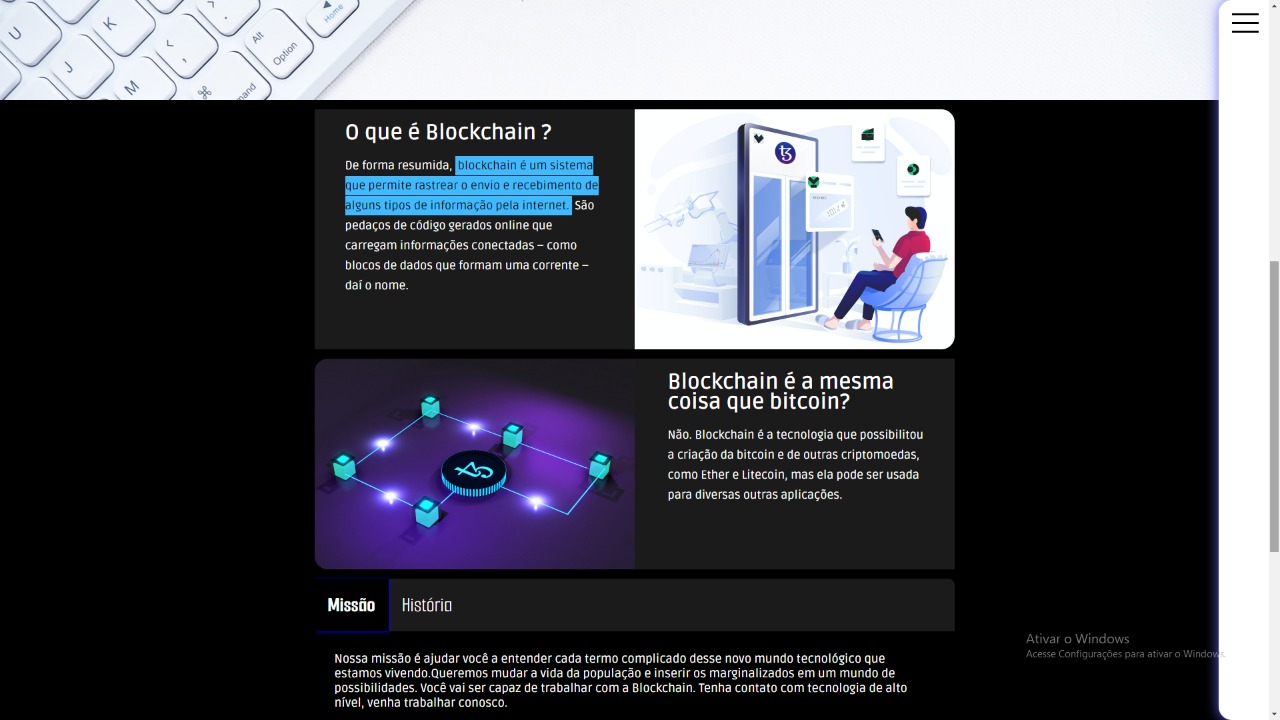 U
K
J
M
<
,
Alt
Option
Home
⌘
mand
O que é Blockchain ?
De forma resumida, blockchain é um sistema
que permite rastrear o envio e recebimento de
alguns tipos de informação pela internet. São
pedaços de código gerados online que
carregam informações conectadas – como
blocos de dados que formam uma corrente –
daí o nome.
Blockchain é a mesma
coisa que bitcoin?
Não. Blockchain é a tecnologia que possibilitou
a criação da bitcoin e de outras criptomoedas,
como Ether e Litecoin, mas ela pode ser usada
para diversas outras aplicações.
Missão
História
Nossa missão é ajudar você a entender cada termo complicado desse novo mundo tecnológico que
estamos vivendo.Queremos mudar a vida da população e inserir os marginalizados em um mundo de
possibilidades. Você vai ser capaz de trabalhar com a Blockchain. Tenha contato com tecnologia de alto
nível, venha trabalhar conosco.
Ativar o Windows
Acesse Configurações para ativar o Windows.